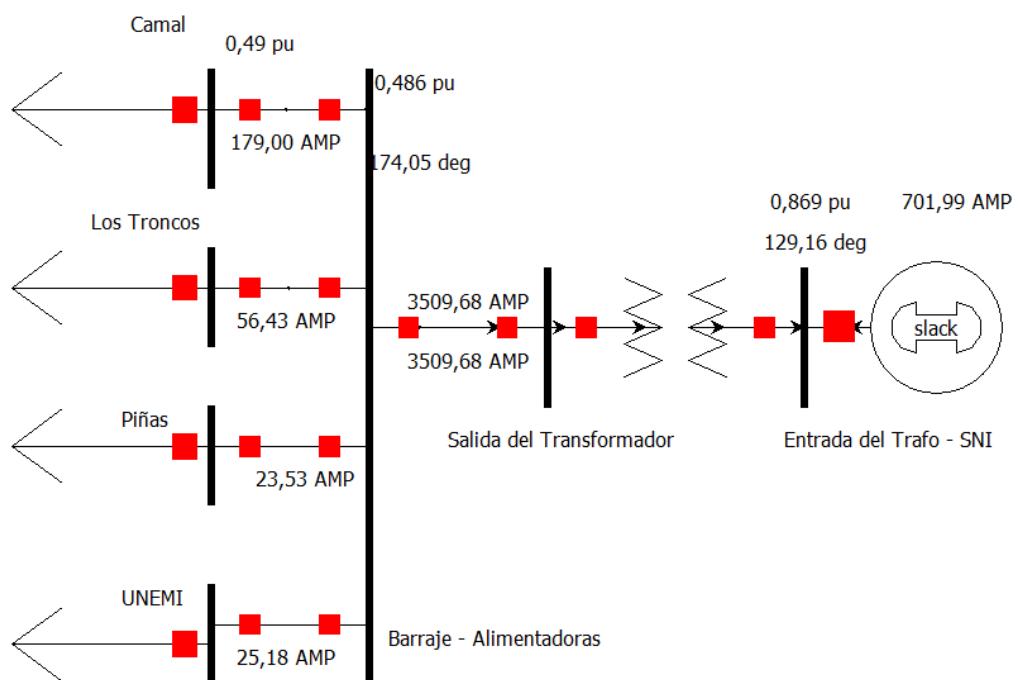 Camal
0,49 pu
0,486 pu
179,00 AMP
174,05 deg
Los Troncos
0,869 pu
701,99 AMP
129,16 deg
56,43 AMP
3509,68 AMP
3509,68 AMP
slack
Piñas
Salida del Transformador
Entrada del Trafo - SNI
23,53 AMP
UNEMI
Barraje - Alimentadoras
25,18 AMP